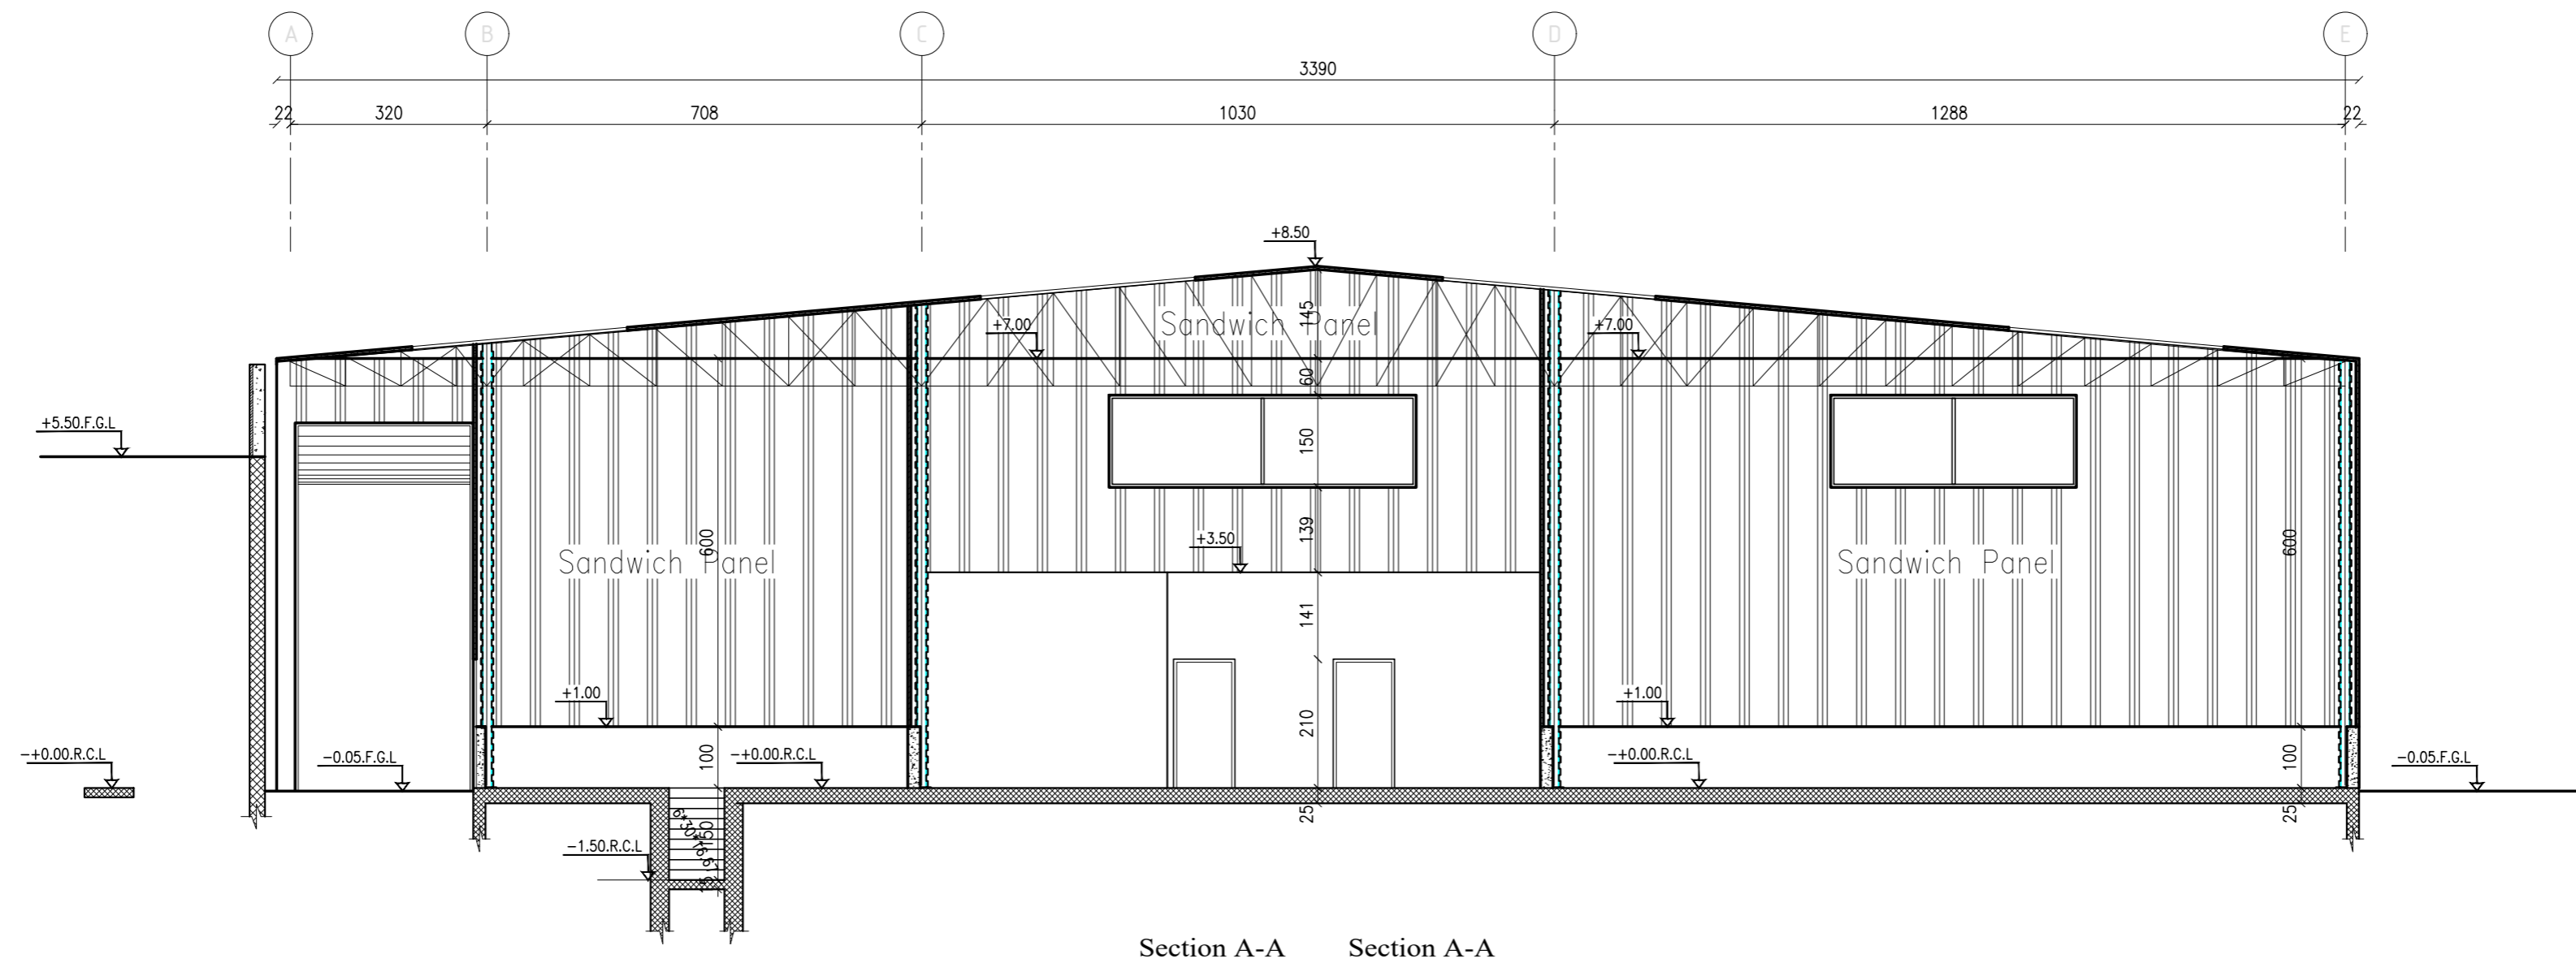 A B C D E
3390
22 320 708 1030 1288 22
+8.50
145
Sandwich Panel
+7.00 +7.00
60
+5.50.F.G.L
150
600 139 600
+3.50
Sandwich Panel Sandwich Panel
141
+1.00 +1.00
210
-+0.00.R.C.L -0.05.F.G.L 100 -+0.00.R.C.L -+0.00.R.C.L 100 -0.05.F.G.L
25 25
150
-1.50.R.C.L
Section A-A Section A-A